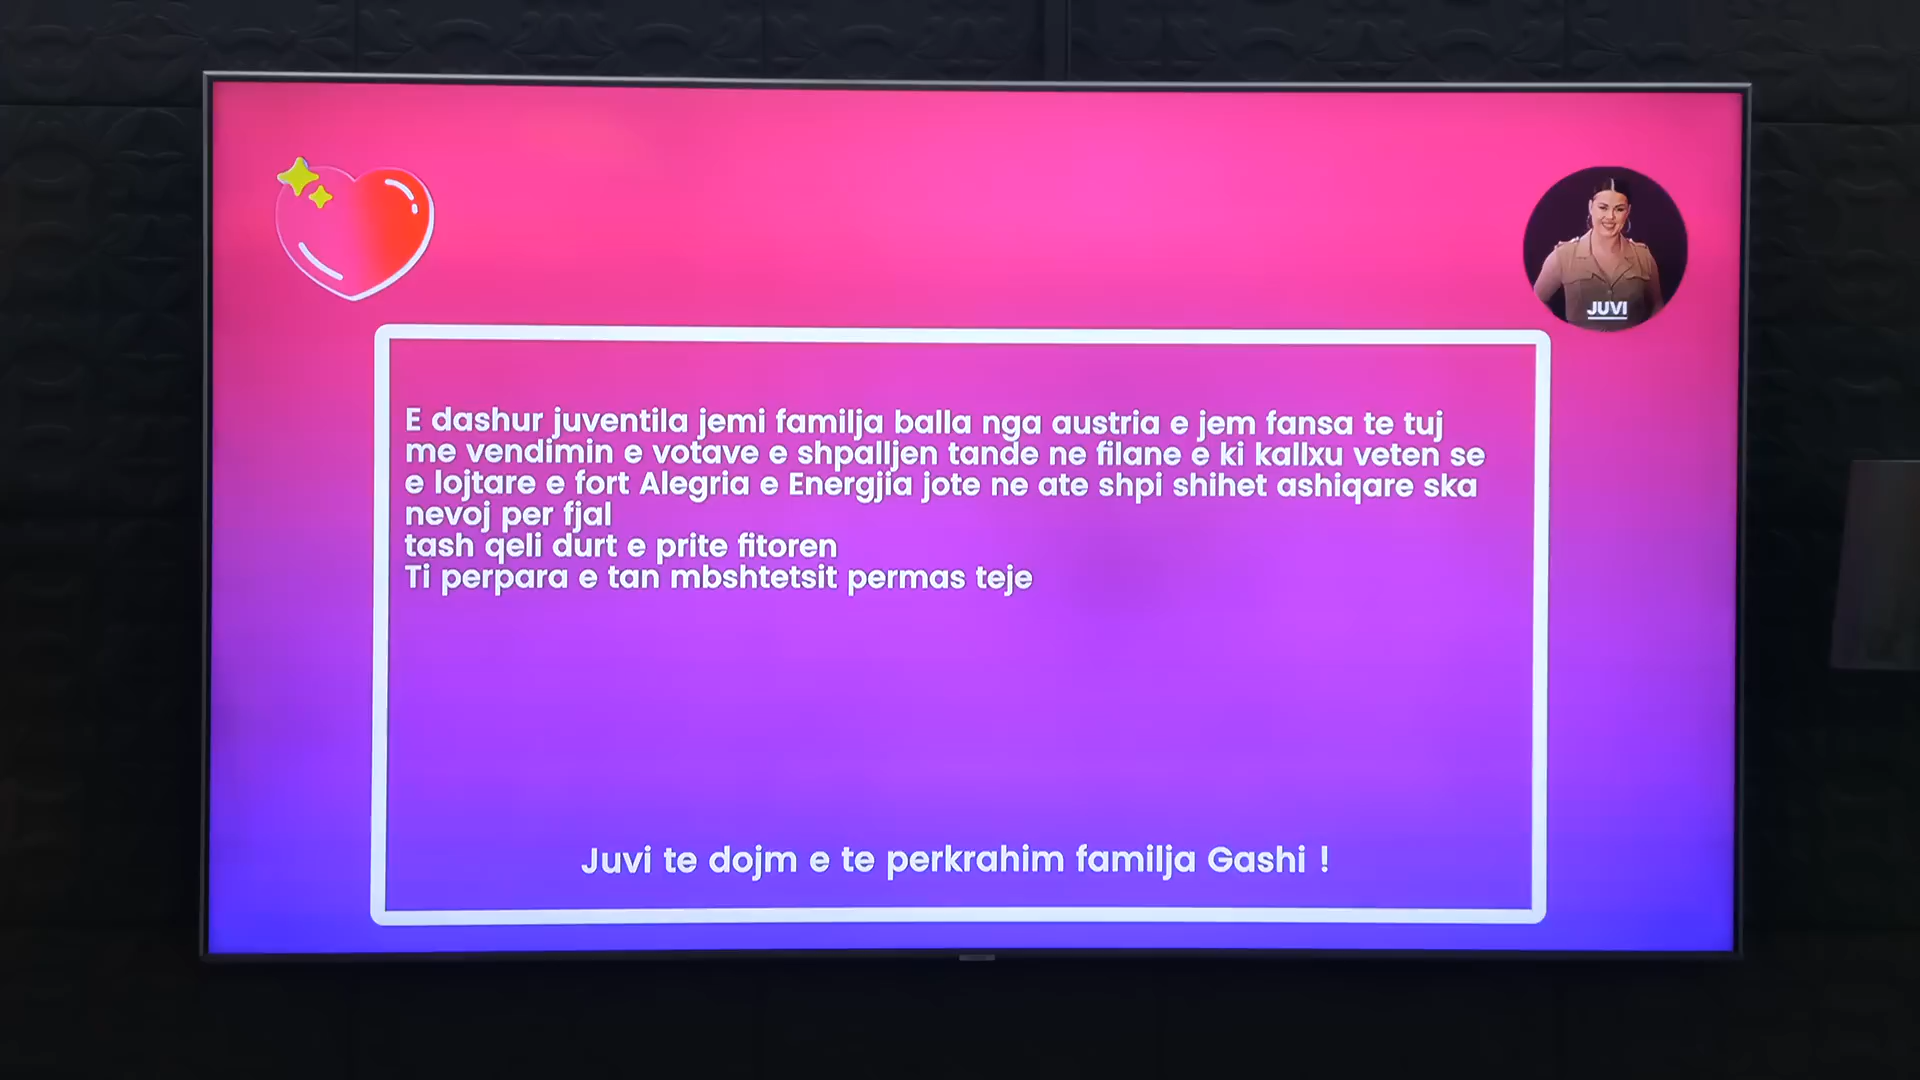 JUVI
E dashur juventila jemi familja balla nga austria e jem fansa te tuj
me vendimin e votave e shpalljen tande ne filane e ki kallxu veten se
e lojtare e fort Alegria e Energjia jote ne ate shpi shihet ashiqare ska
nevoj per fjal
tash qeli durt e prite fitoren
Ti perpara e tan mbshtetsit permas teje
Juvi te dojm e te perkrahim familja Gashi !